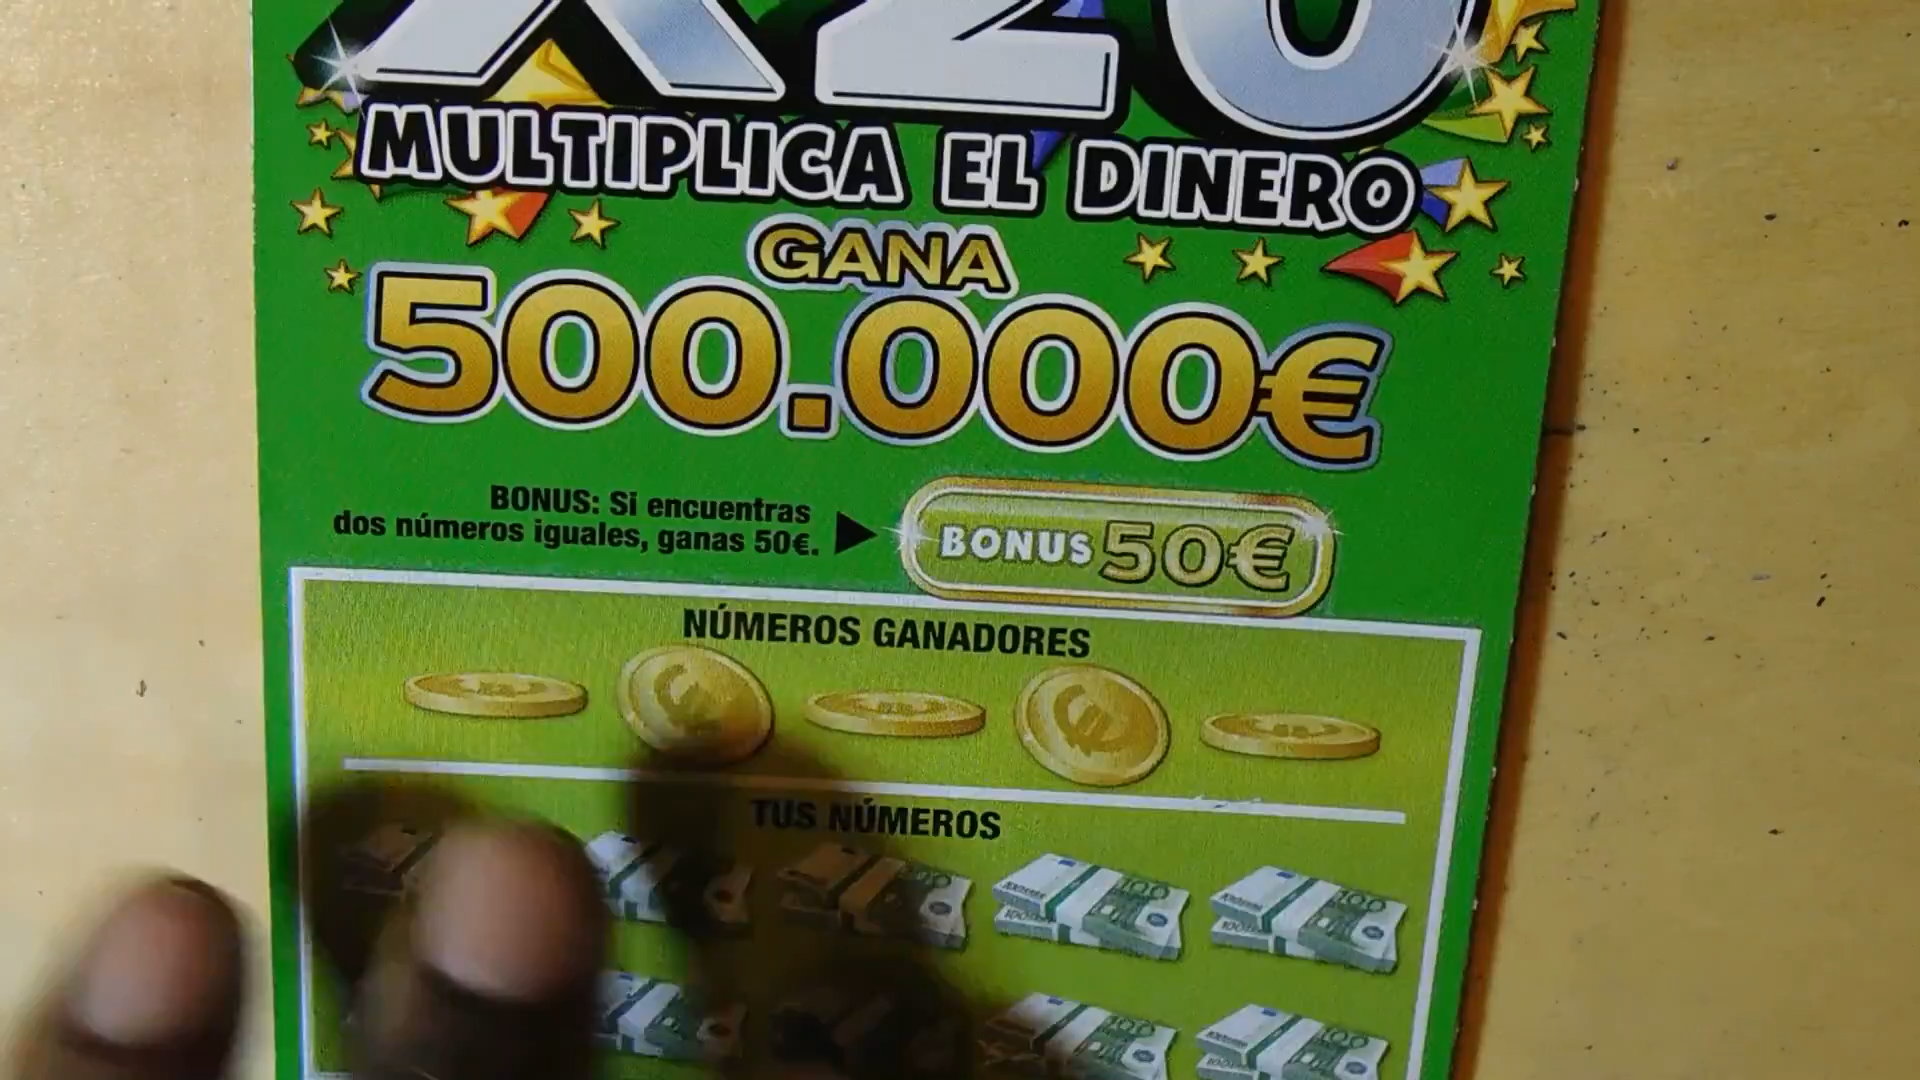 X20
MULTIPLICA EL DINERO
GANA
500.000€
BONUS: Si encuentras
dos números iguales, ganas 50€.
BONUS 50€
NÚMEROS GANADORES
TUS NÚMEROS